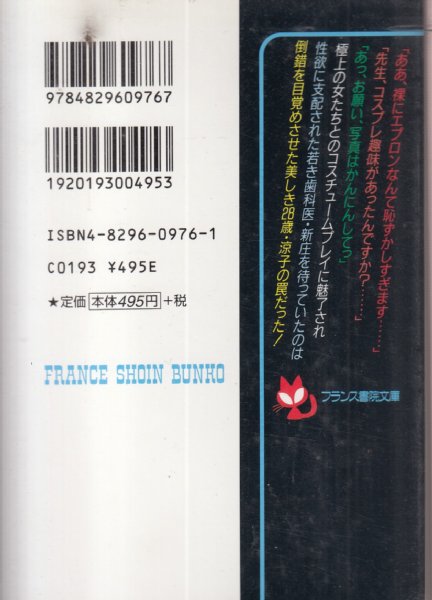 9784829609767
1920193004953
ISBN4-8296-0976-1
C0193 ¥495E
★定価 本体495円 +税
FRANCE SHOIN BUNKO
「ああ、裸にエプロンなんて恥ずかしすぎます……」
「先生、コスプレ趣味があったんですか?……」
「あっ、お願い、写真はかんにんしてっ」
極上の女たちとのコスチュームプレイに魅了され
性欲に支配された若き歯科医・新庄を待っていたのは
倒錯を目覚めさせた美しき28歳・涼子の罠だった!
フランス書院文庫